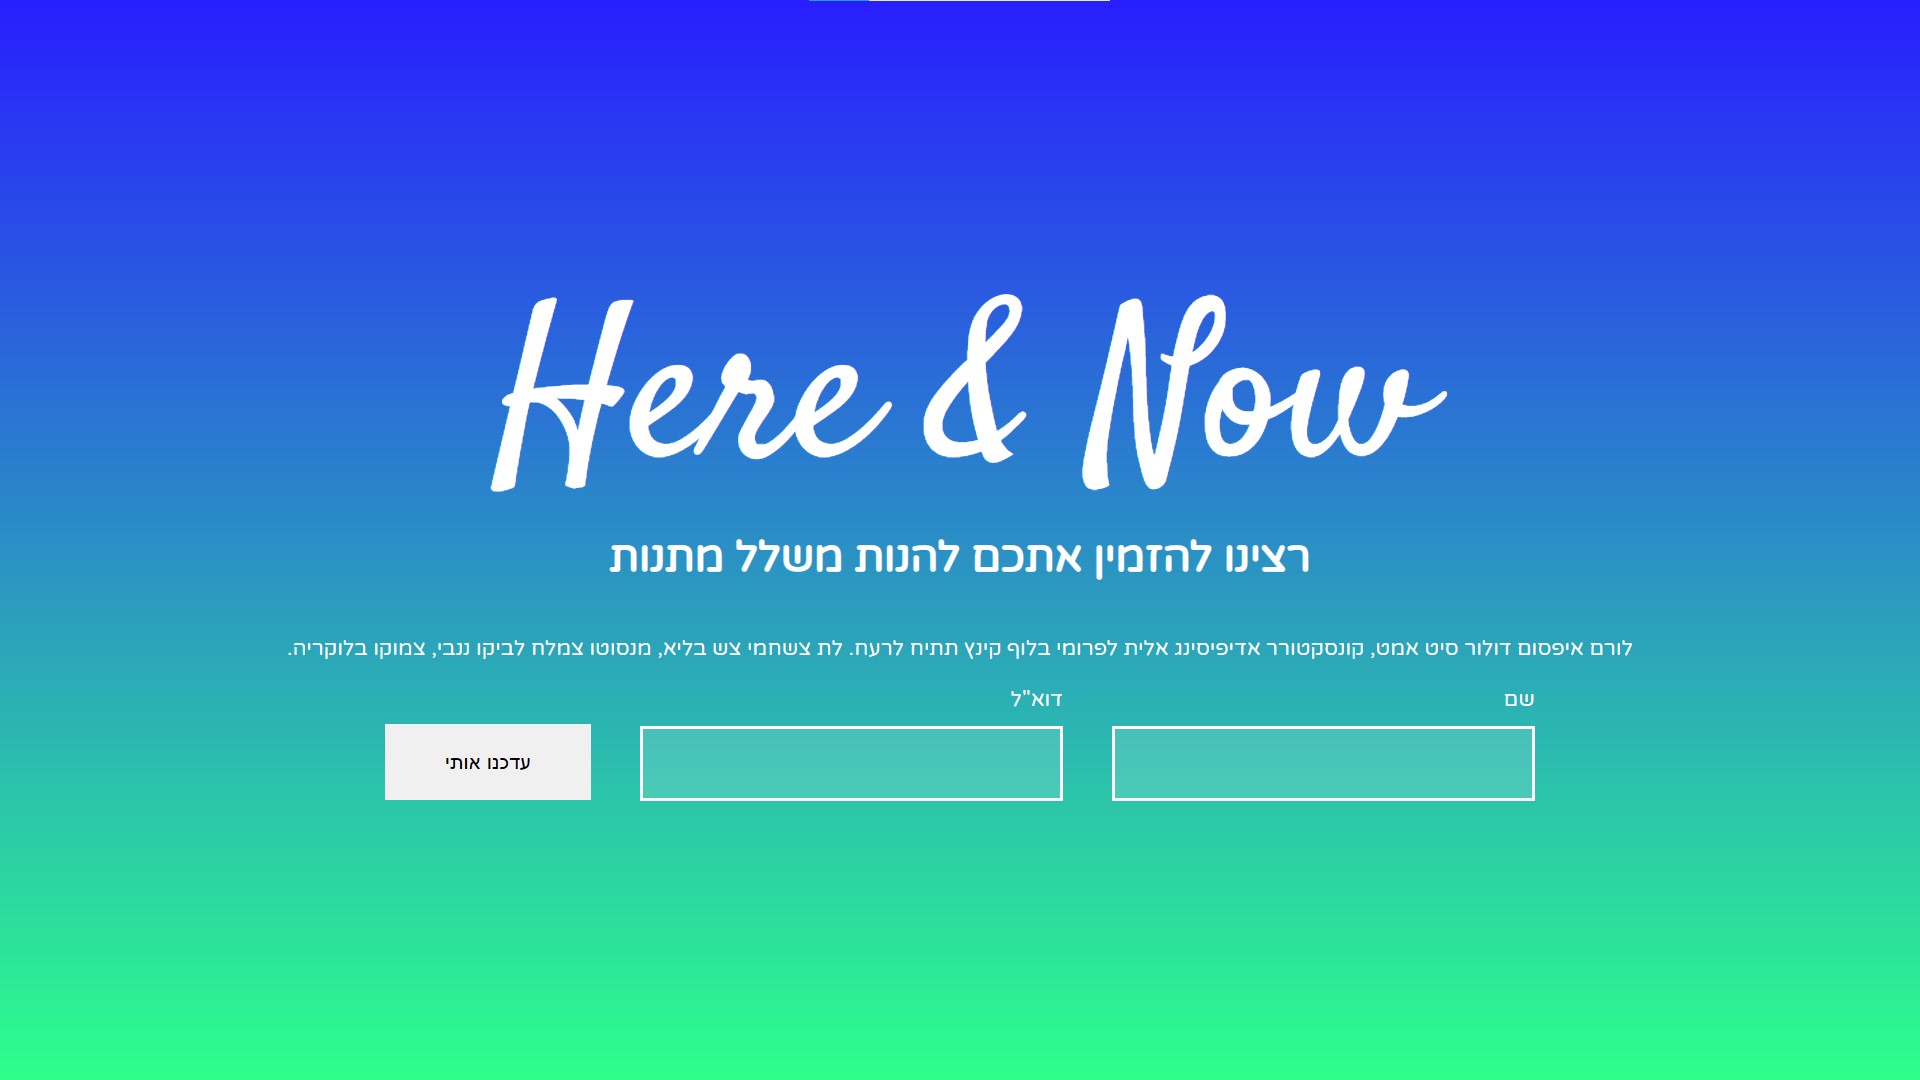 Here & Now
רצינו להזמין אתכם להנות משלל מתנות
לורם איפסום דולור סיט אמט, קונסקטורר אדיפיסינג אלית לפרומי בלוף קינץ תתיח לרעח. לת צשחמי צש בליא, מנסוטו צמלח לביקו ננבי, צמוקו בלוקריה.
שם
דוא"ל
עדכנו אותי